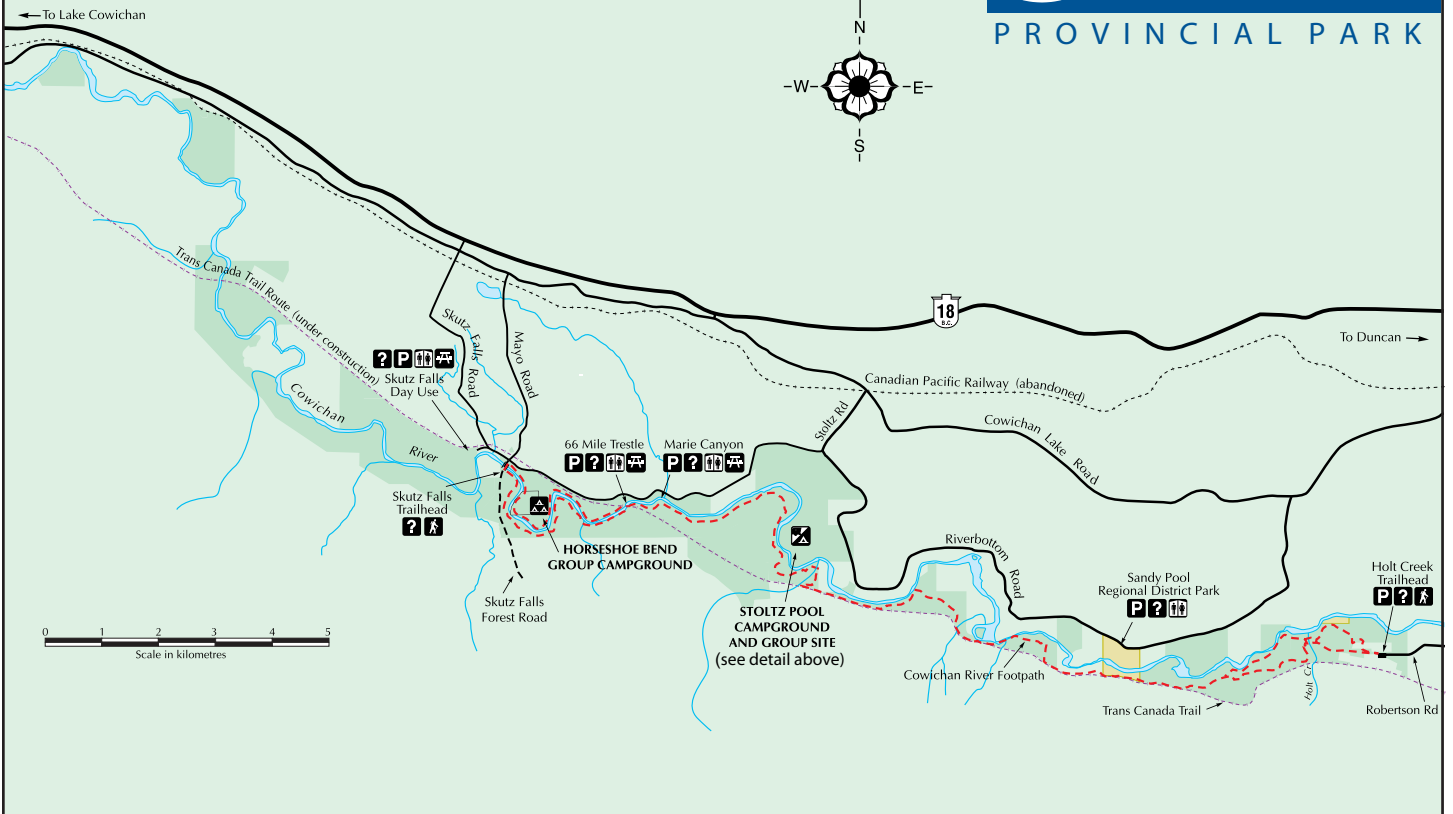 To Lake Cowichan
PROVINCIAL PARK
N
W
E
S
18
B.C.
To Duncan
Trans Canada Trail Route (under construction)
Skutz Falls Road
Mayo Road
? P
Skutz Falls
Day Use
Cowichan
River
Canadian Pacific Railway (abandoned)
Stoltz Rd
Cowichan Lake Road
66 Mile Trestle
P ?
Marie Canyon
P ?
Skutz Falls
Trailhead
?
HORSESHOE BEND
GROUP CAMPGROUND
Riverbottom Road
Sandy Pool
Regional District Park
P ?
Holt Creek
Trailhead
P ?
Skutz Falls
Forest Road
STOLTZ POOL
CAMPGROUND
AND GROUP SITE
(see detail above)
0 1 2 3 4 5
Scale in kilometres
Cowichan River Footpath
Holt Cr
Trans Canada Trail
Robertson Rd